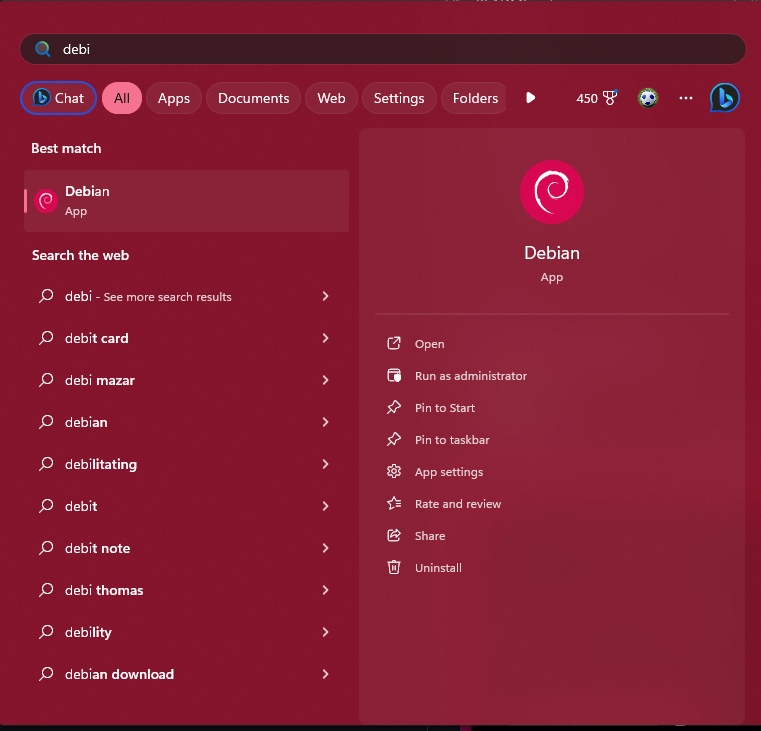 debi
Chat All Apps Documents Web Settings Folders 450
Best match
Debian
App
Search the web
debi - See more search results
debit card
debi mazar
debian
debilitating
debit
debit note
debi thomas
debility
debian download
Debian
App
Open
Run as administrator
Pin to Start
Pin to taskbar
App settings
Rate and review
Share
Uninstall